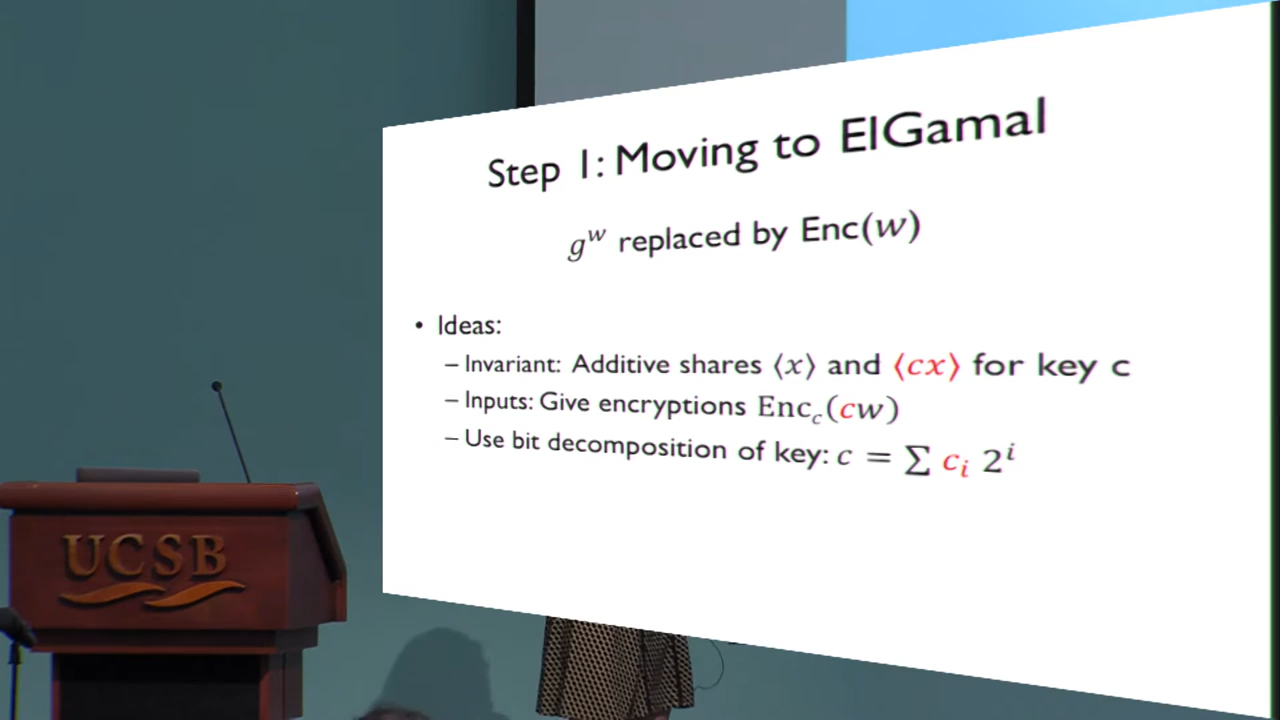 Step 1: Moving to ElGamal
g^w replaced by Enc(w)
• Ideas:
– Invariant: Additive shares ⟨x⟩ and ⟨cx⟩ for key c
– Inputs: Give encryptions Enc_c(cw)
– Use bit decomposition of key: c = ∑ c_i 2^i
UCSB